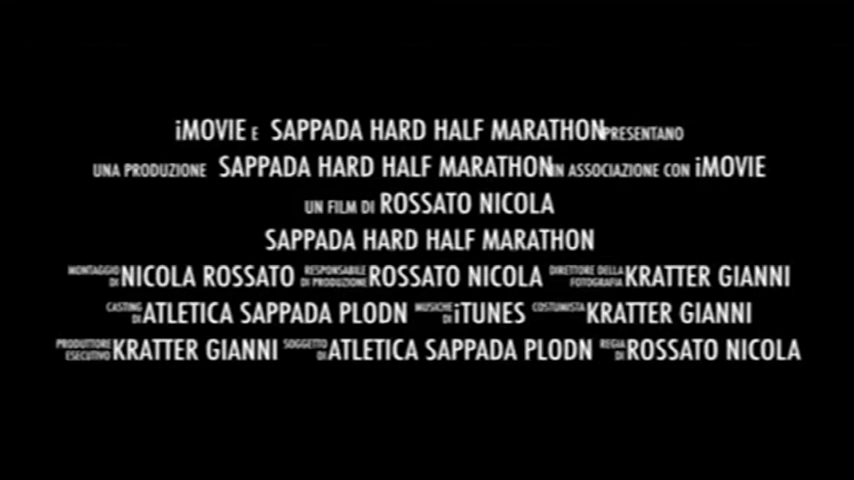 iMOVIE E SAPPADA HARD HALF MARATHON PRESENTANO
UNA PRODUZIONE SAPPADA HARD HALF MARATHON IN ASSOCIAZIONE CON iMOVIE
UN FILM DI ROSSATO NICOLA
SAPPADA HARD HALF MARATHON
MONTAGGIO DI NICOLA ROSSATO RESPONSABILE DI PRODUZIONE ROSSATO NICOLA DIRETTORE DELLA FOTOGRAFIA KRATTER GIANNI
CASTING DI ATLETICA SAPPADA PLODN MUSICHE DI iTUNES COSTUMISTA KRATTER GIANNI
PRODUTTORE ESECUTIVO KRATTER GIANNI SOGGETTO DI ATLETICA SAPPADA PLODN REGIA DI ROSSATO NICOLA